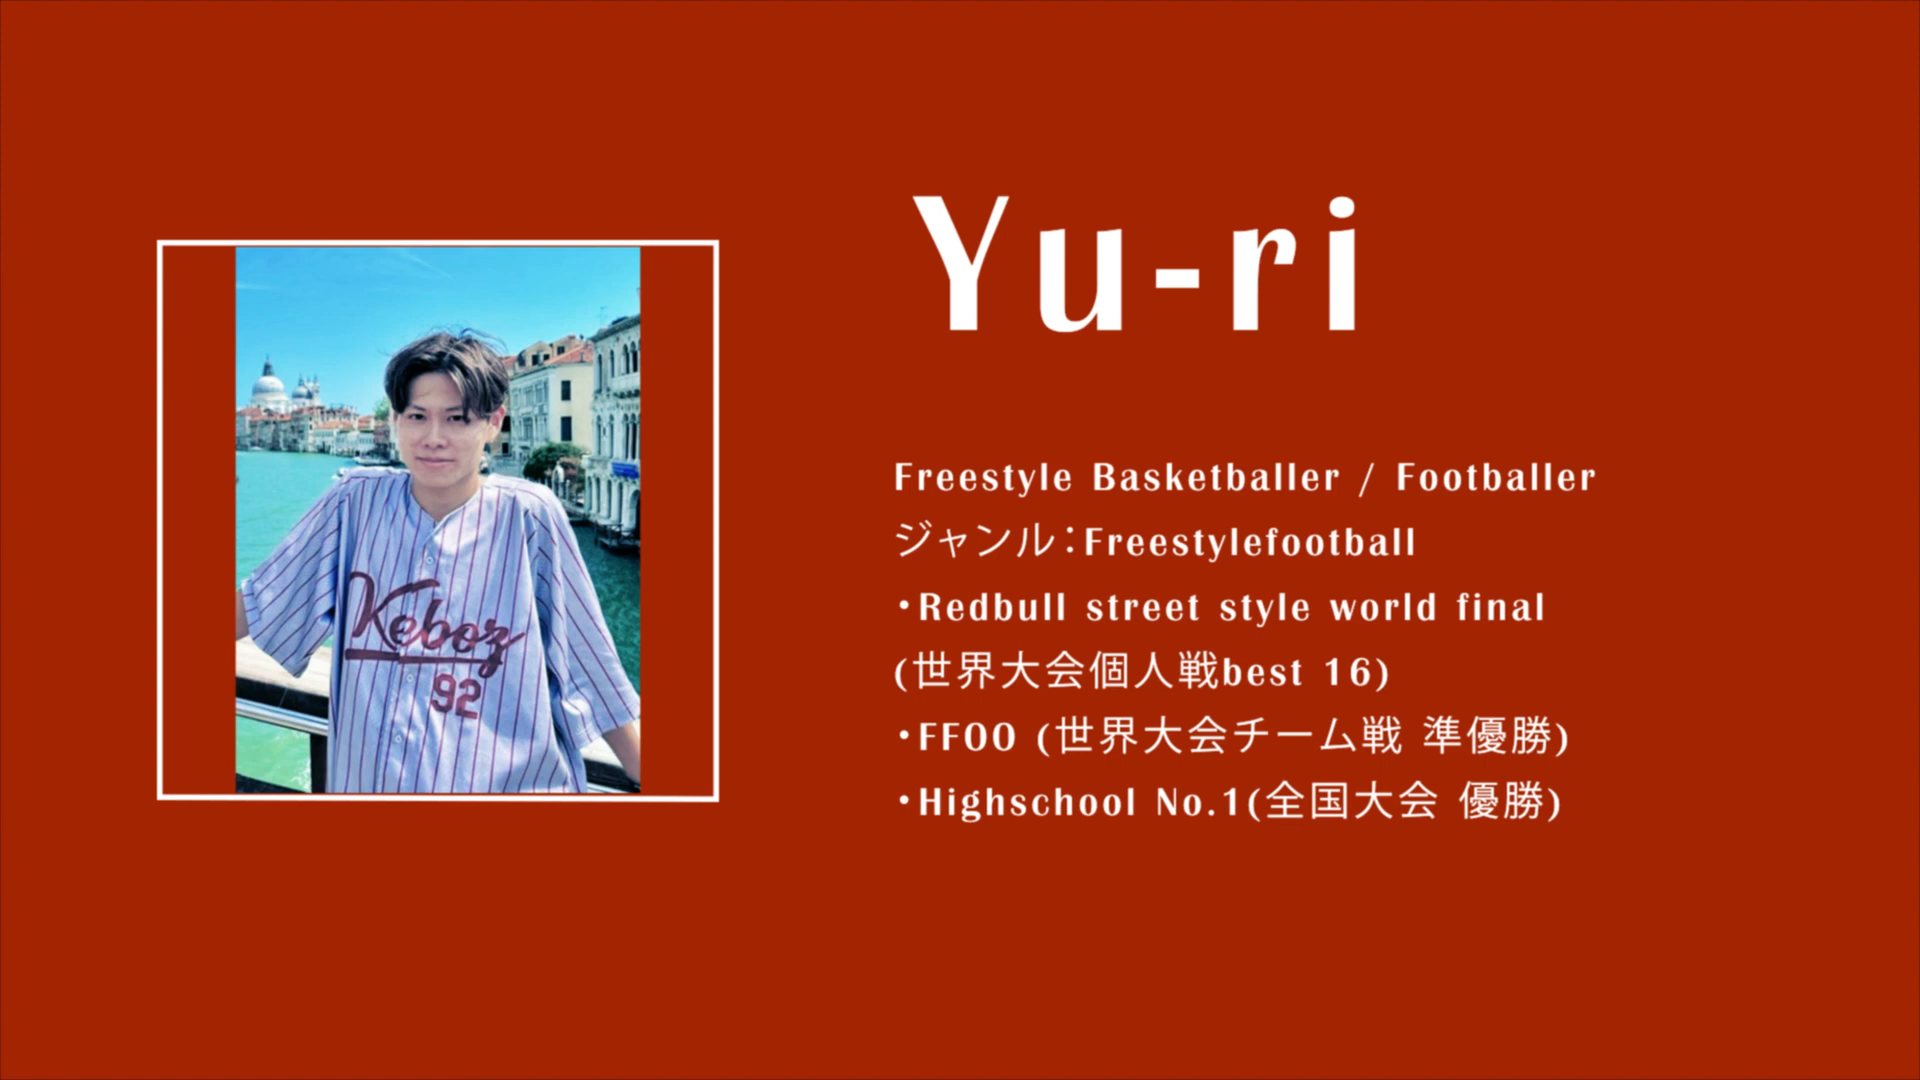 Yu-ri
Freestyle Basketballer / Footballer
ジャンル：Freestylefootball
・Redbull street style world final
(世界大会個人戦best 16)
・FFOO (世界大会チーム戦 準優勝)
・Highschool No.1(全国大会 優勝)
Keboz
92